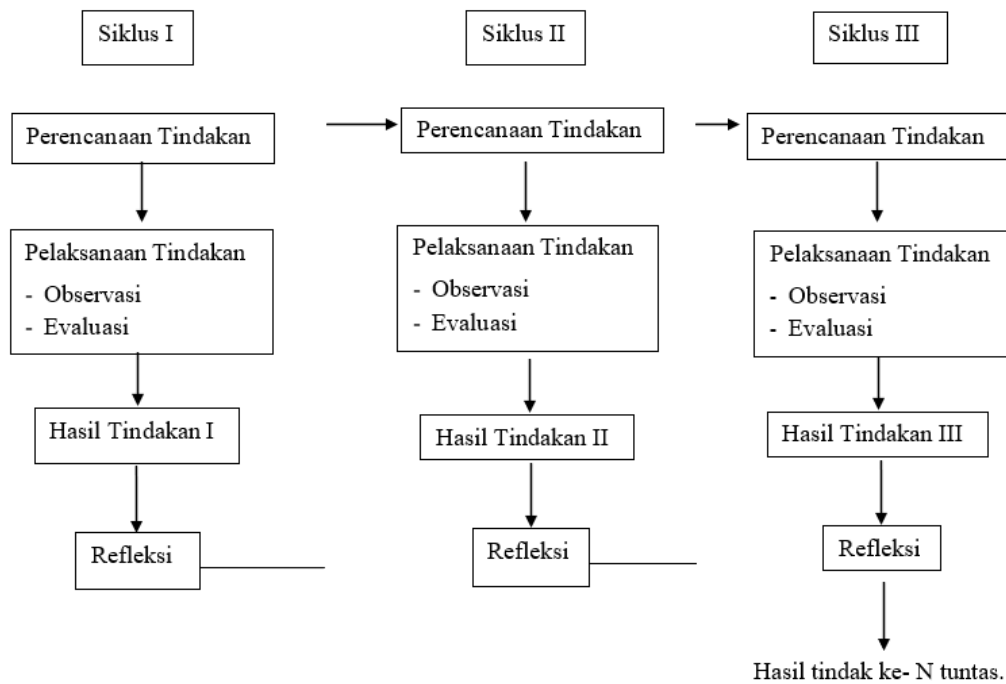 Siklus I
Perencanaan Tindakan
Pelaksanaan Tindakan
- Observasi
- Evaluasi
Hasil Tindakan I
Refleksi
Siklus II
Perencanaan Tindakan
Pelaksanaan Tindakan
- Observasi
- Evaluasi
Hasil Tindakan II
Refleksi
Siklus III
Perencanaan Tindakan
Pelaksanaan Tindakan
- Observasi
- Evaluasi
Hasil Tindakan III
Refleksi
Hasil tindak ke- N tuntas.